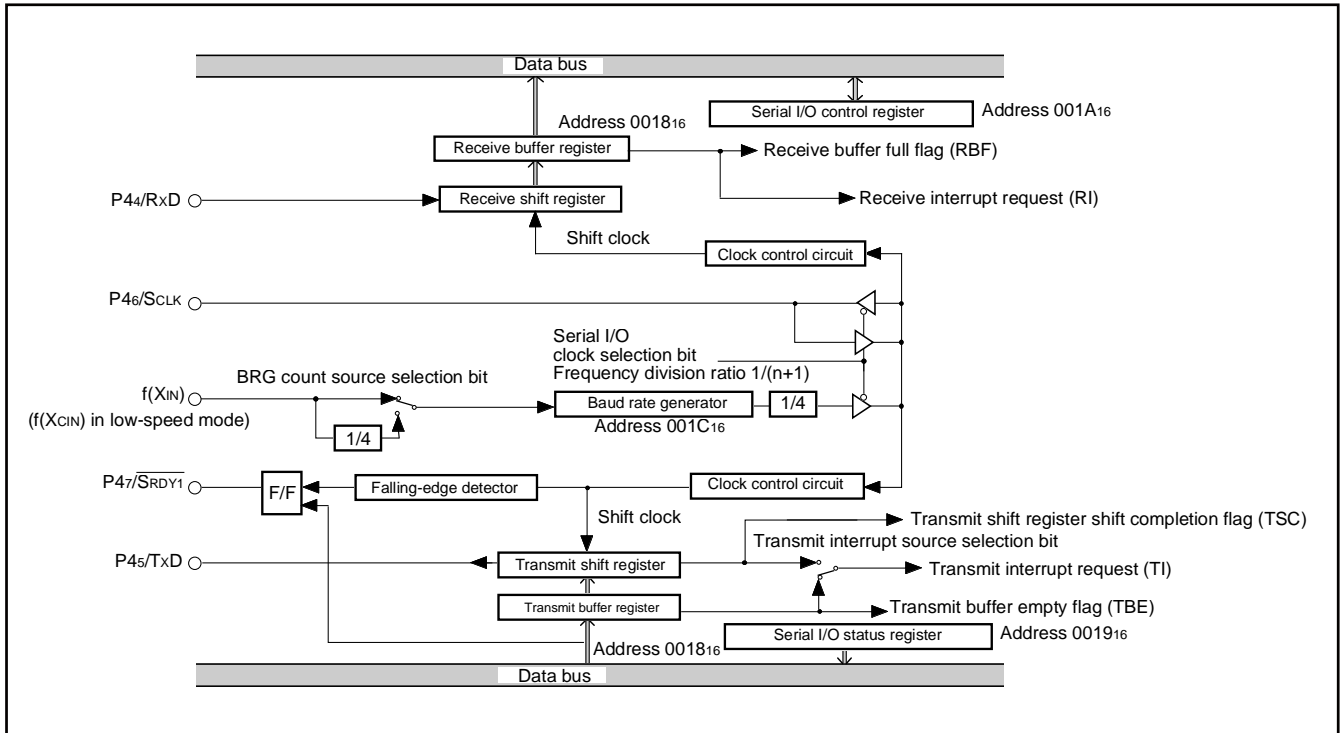 Data bus
Serial I/O control register
Address 001A16
Address 001816
Receive buffer register
Receive buffer full flag (RBF)
P44/RXD
Receive shift register
Receive interrupt request (RI)
Shift clock
Clock control circuit
P46/SCLK
Serial I/O
clock selection bit
Frequency division ratio 1/(n+1)
BRG count source selection bit
f(XIN)
(f(XCIN) in low-speed mode)
1/4
Baud rate generator
1/4
Address 001C16
P47/SRDY1
F/F
Falling-edge detector
Clock control circuit
Shift clock
Transmit shift register shift completion flag (TSC)
Transmit interrupt source selection bit
P45/TXD
Transmit shift register
Transmit interrupt request (TI)
Transmit buffer register
Transmit buffer empty flag (TBE)
Serial I/O status register
Address 001916
Address 001816
Data bus